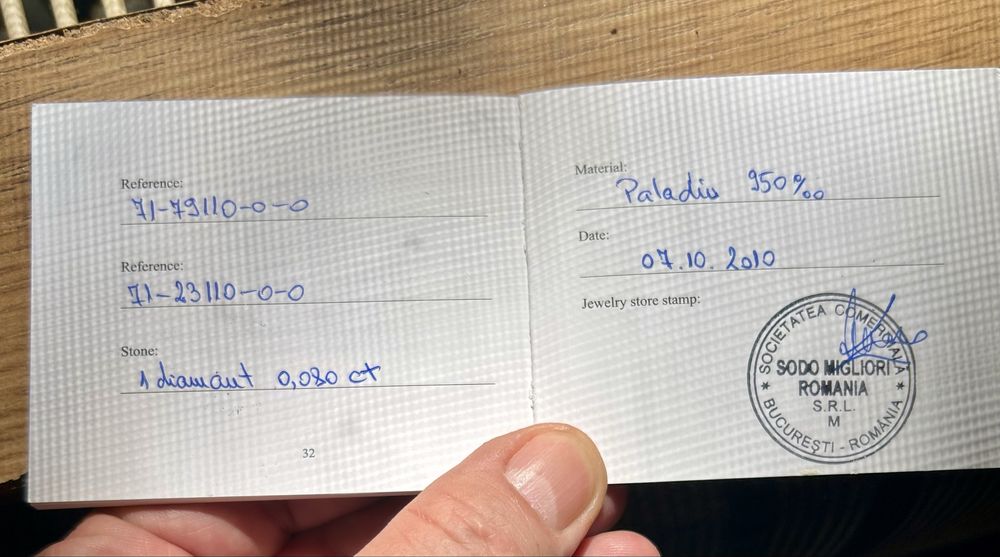 Reference:
71-79110-0-0
Reference:
71-23110-0-0
Stone:
1 diamant 0,080 ct
32
Material:
Paladiu 950‰
Date:
07.10.2010
Jewelry store stamp:
SOCIETATEA COMERCIALĂ
SODO MIGLIORI
ROMANIA
S.R.L.
M
* BUCUREȘTI - ROMÂNIA *